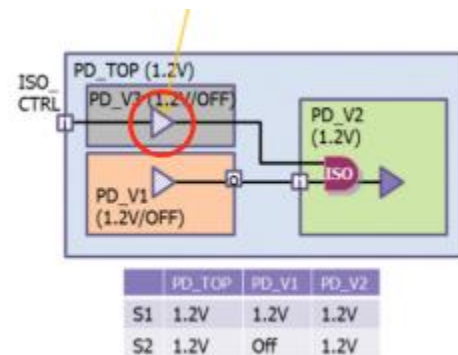 PD_TOP (1.2V)
ISO_
CTRL
PD_V3 (1.2V/OFF)
PD_V2
(1.2V)
ISO
PD_V1
(1.2V/OFF)
PD_TOP PD_V1 PD_V2
S1 1.2V 1.2V 1.2V
S2 1.2V Off 1.2V